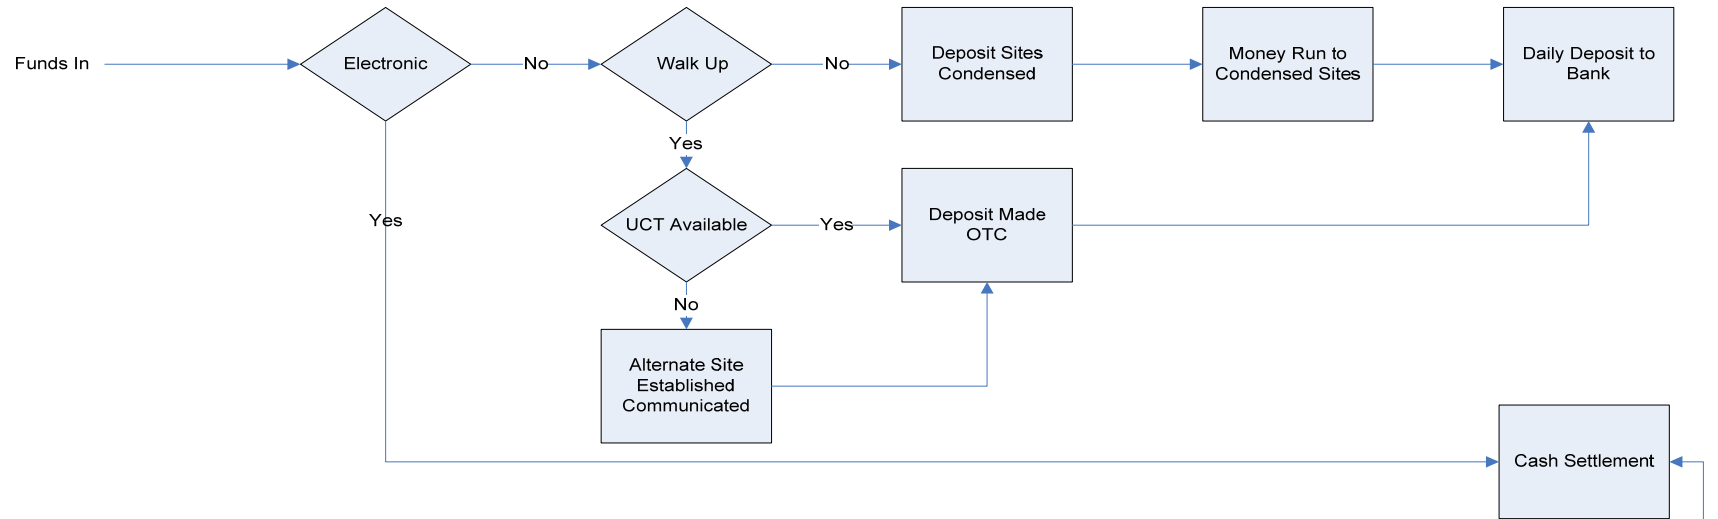 Funds In
Electronic
No
Walk Up
No
Deposit Sites
Condensed
Money Run to
Condensed Sites
Daily Deposit to
Bank
Yes
Yes
UCT Available
Yes
Deposit Made
OTC
No
Alternate Site
Established
Communicated
Cash Settlement